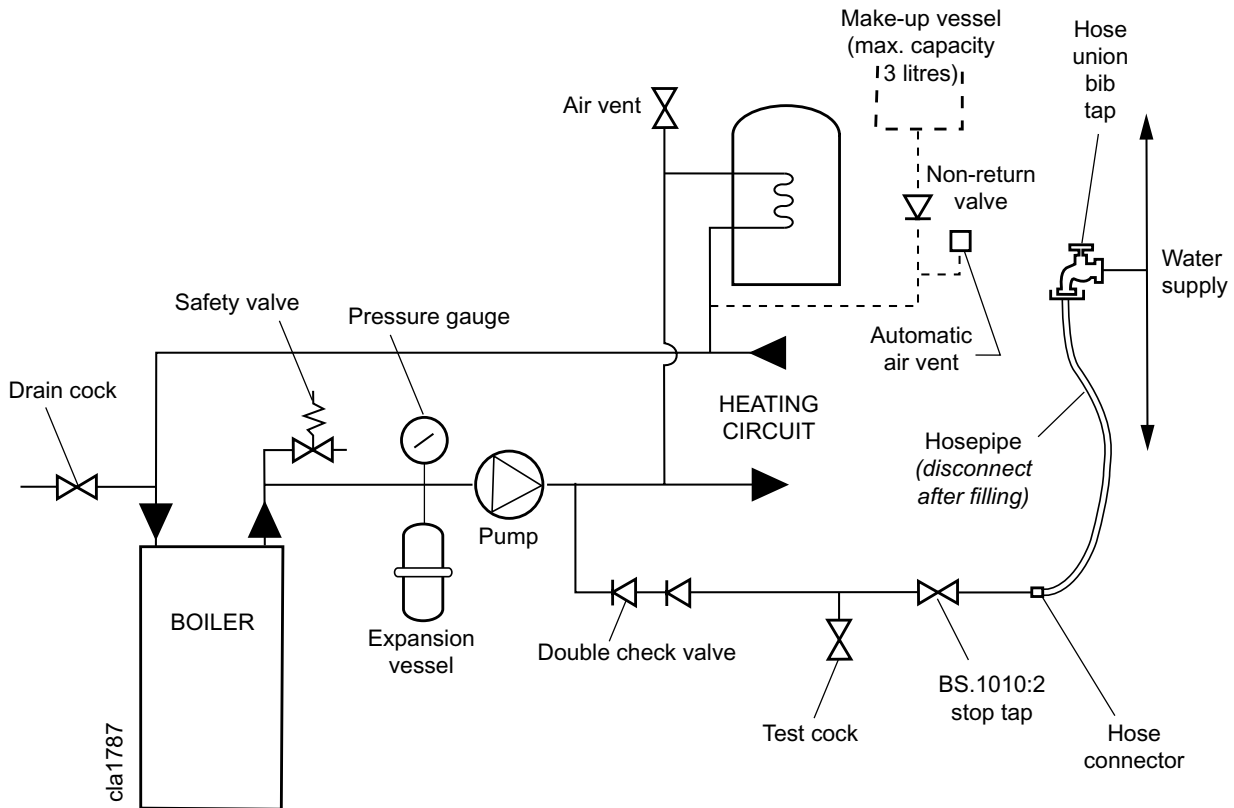 Make-up vessel
(max. capacity
3 litres)
Hose
union
bib
tap
Air vent
Non-return
valve
Water
supply
Safety valve
Pressure gauge
Automatic
air vent
Drain cock
HEATING
CIRCUIT
Hosepipe
(disconnect
after filling)
Pump
BOILER
Expansion
vessel
Double check valve
BS.1010:2
stop tap
Test cock
Hose
connector
cla1787